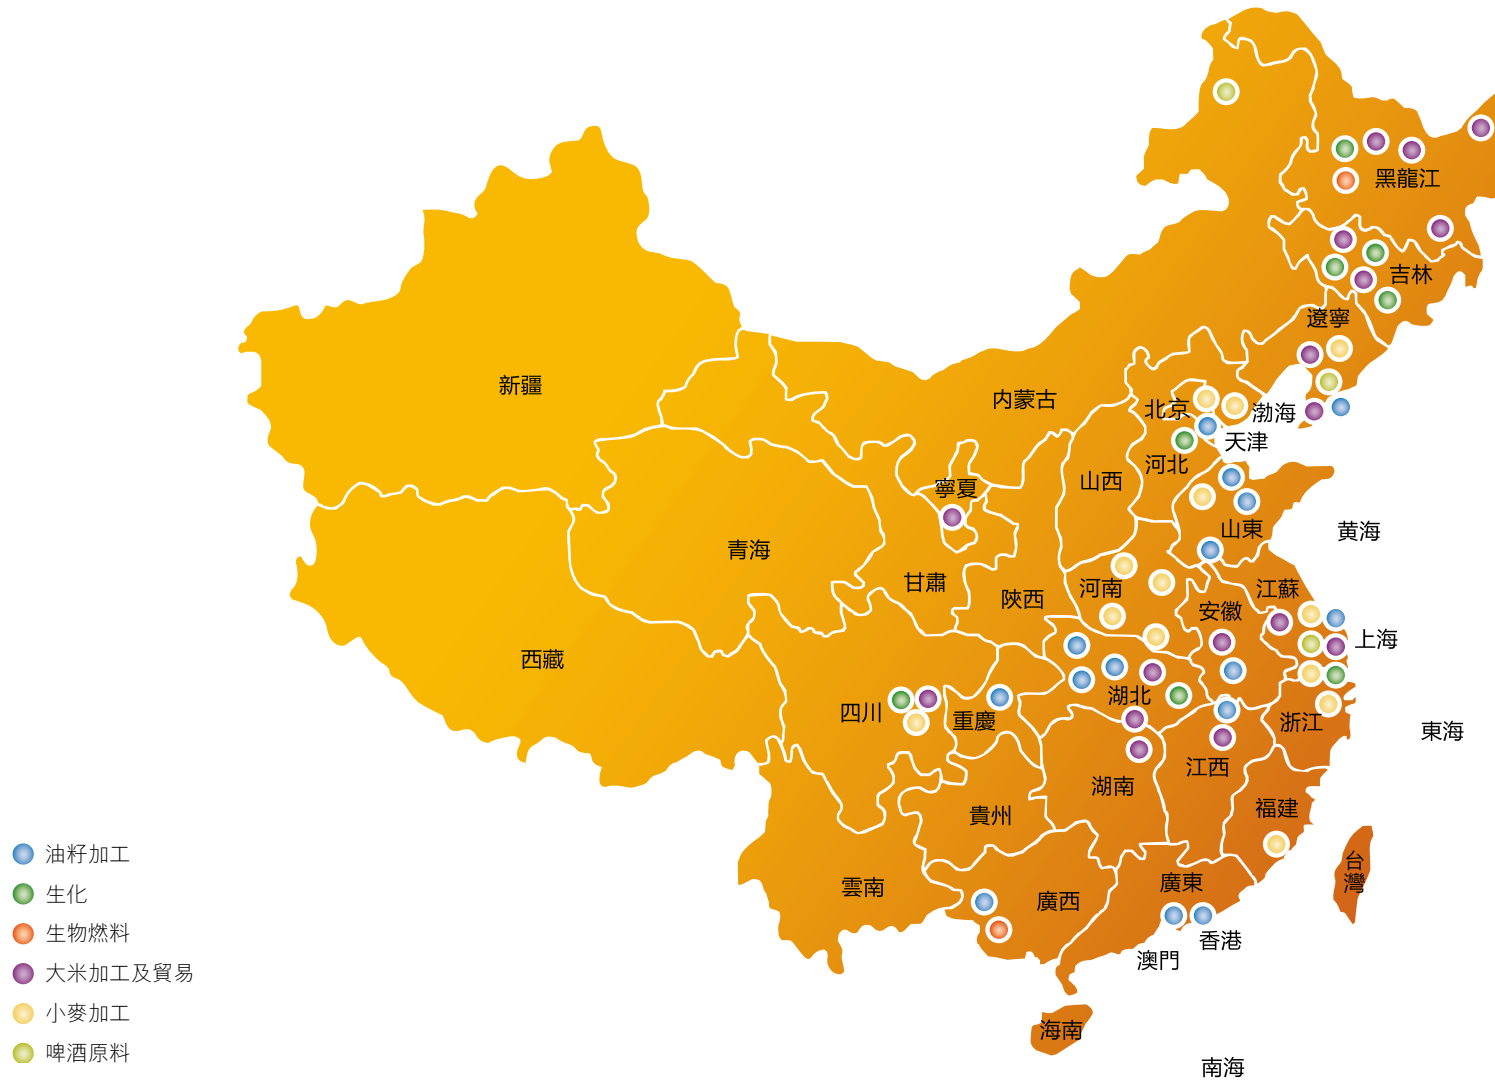 黑龍江
吉林
遼寧
新疆
内蒙古
北京
渤海
天津
河北
山西
寧夏
山東
黄海
青海
甘肅
陝西
河南
江蘇
安徽
上海
西藏
湖北
四川
重慶
浙江
東海
江西
湖南
福建
貴州
台灣
雲南
廣西
廣東
香港
澳門
海南
南海
油籽加工
生化
生物燃料
大米加工及貿易
小麥加工
啤酒原料